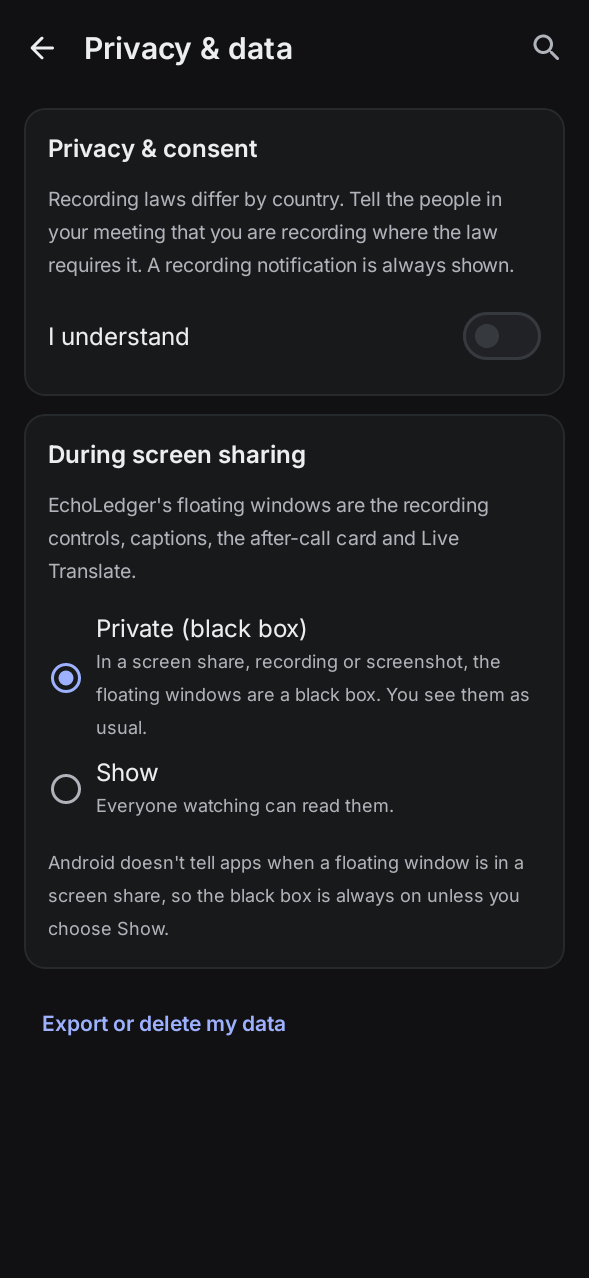 Privacy & data
Privacy & consent
Recording laws differ by country. Tell the people in
your meeting that you are recording where the law
requires it. A recording notification is always shown.
I understand
During screen sharing
EchoLedger's floating windows are the recording
controls, captions, the after-call card and Live
Translate.
Private (black box)
In a screen share, recording or screenshot, the
floating windows are a black box. You see them as
usual.
Show
Everyone watching can read them.
Android doesn't tell apps when a floating window is in a
screen share, so the black box is always on unless you
choose Show.
Export or delete my data